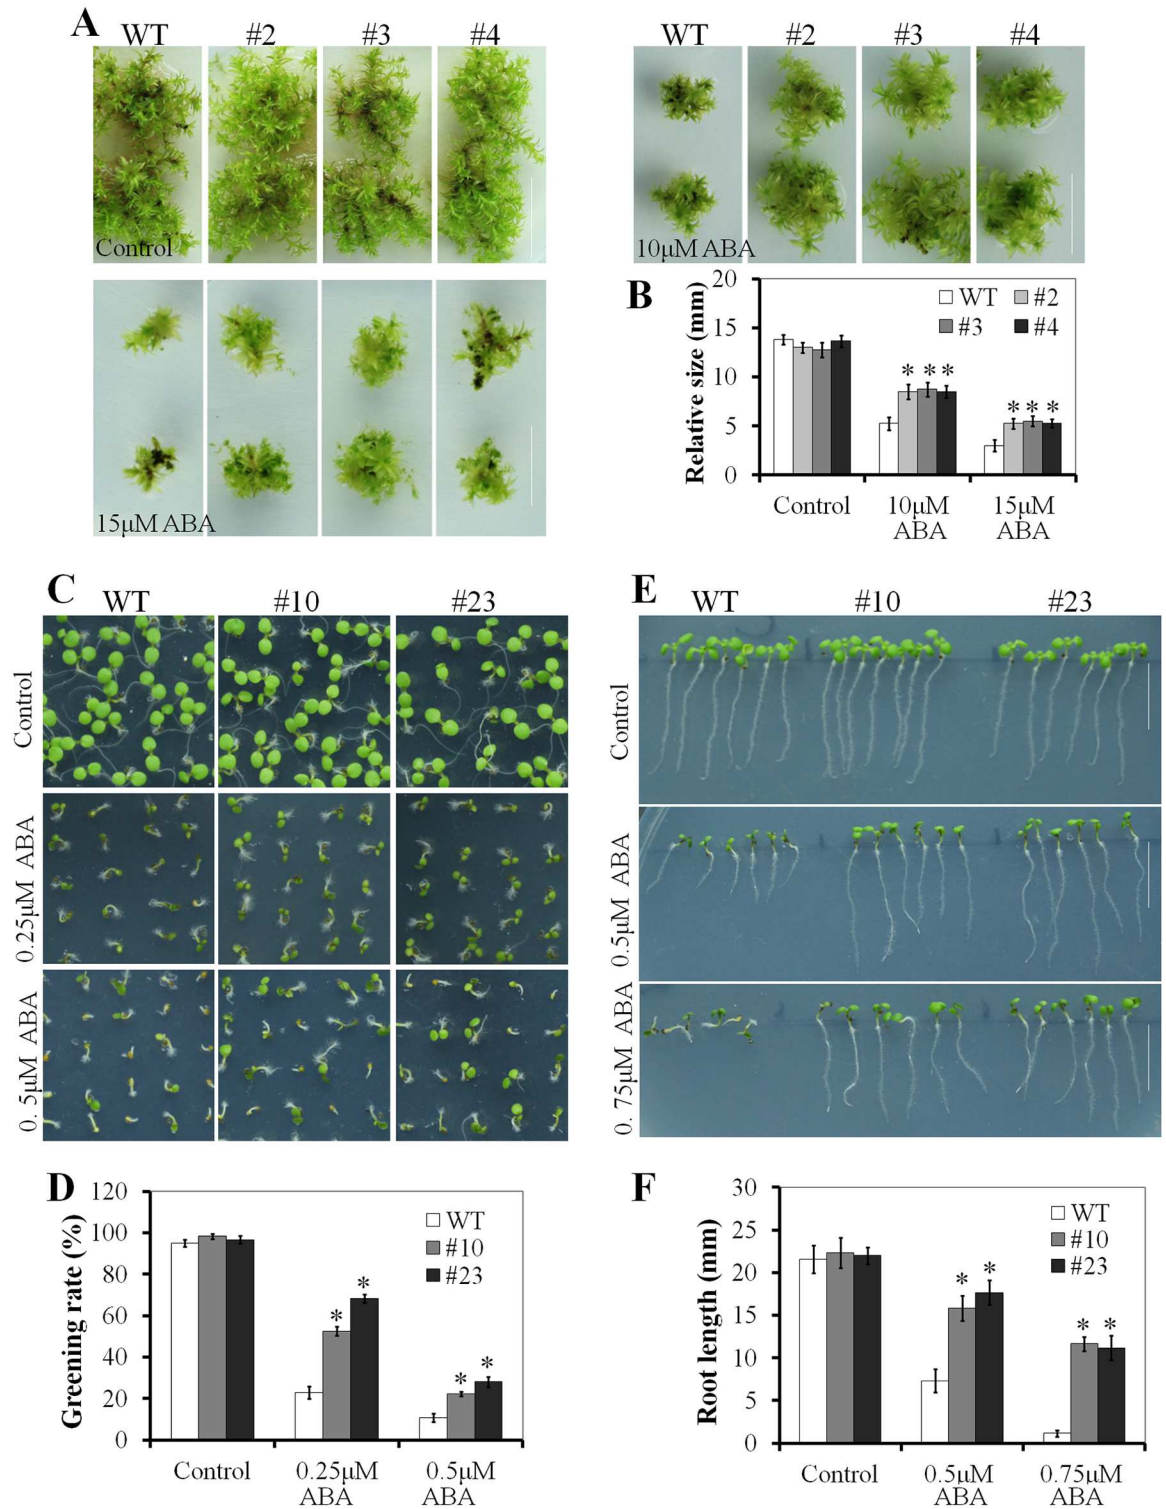 A
WT #2 #3 #4
WT #2 #3 #4
Control
10μM ABA
15μM ABA
B
Relative size (mm)
20
15
10
5
0
WT #2
#3 #4
* * *
* * *
Control
10μM
ABA
15μM
ABA
C
WT #10 #23
Control
0.25μM ABA
0. 5μM ABA
E
WT #10 #23
Control
0.5μM ABA
0. 75μM ABA
D
Greening rate (%)
120
100
80
60
40
20
0
WT
#10
#23
* *
* *
Control
0.25μM
ABA
0.5μM
ABA
F
Root length (mm)
30
25
20
15
10
5
0
WT
#10
#23
* *
* *
Control
0.5μM
ABA
0.75μM
ABA